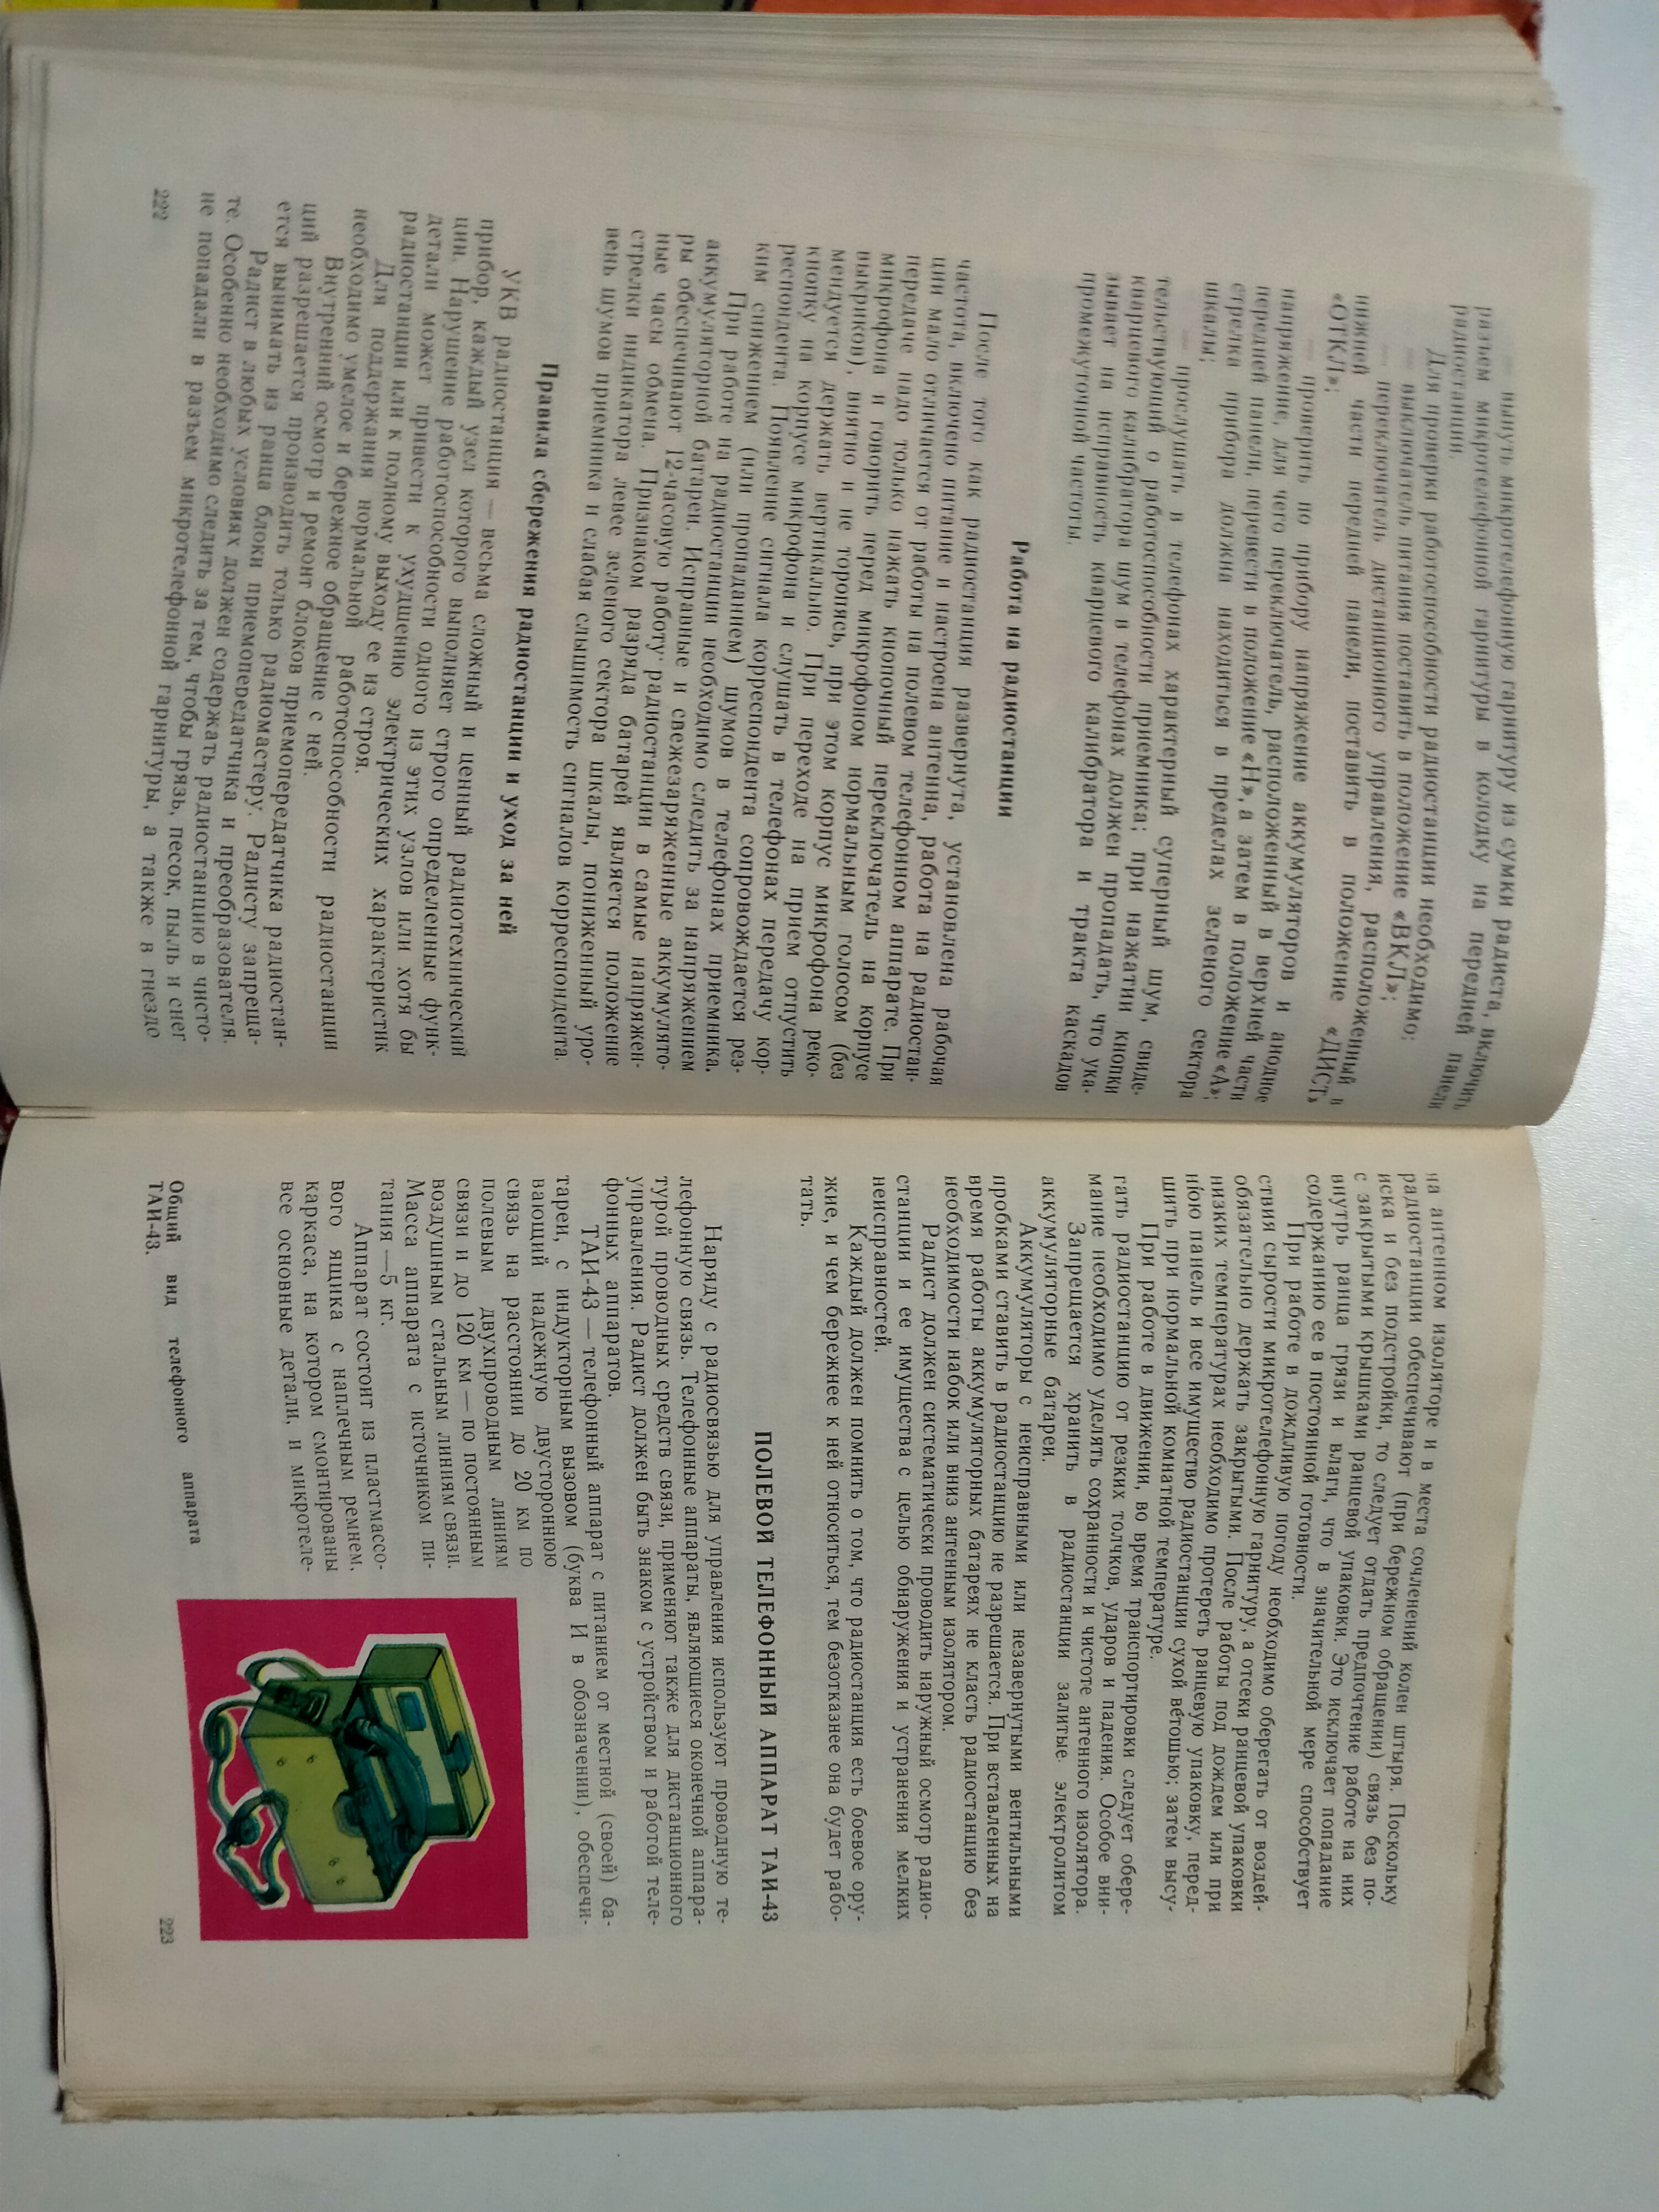 — вынуть микротелефонную гарнитуру из сумки радиста, включить
разъем микротелефонной гарнитуры в колодку на передней панели
радиостанции.
Для проверки работоспособности радиостанции необходимо:
— выключатель питания поставить в положение «ВКЛ»;
— переключатель дистанционного управления, расположенный в
нижней части передней панели, поставить в положение «ДИСТ»
«ОТКЛ»;
— проверить по прибору напряжение аккумуляторов и анодное
напряжение, для чего переключатель, расположенный в верхней части
передней панели, перевести в положение «Н», а затем в положение «А»;
стрелка прибора должна находиться в пределах зеленого сектора
шкалы;
— прослушать в телефонах характерный суперный шум, свиде-
тельствующий о работоспособности приемника; при нажатии кнопки
кварцевого калибратора шум в телефонах должен пропадать, что ука-
зывает на исправность кварцевого калибратора и тракта каскадов
промежуточной частоты.
Работа на радиостанции
После того как радиостанция развернута, установлена рабочая
частота, включено питание и настроена антенна, работа на радиостан-
ции мало отличается от работы на полевом телефонном аппарате. При
передаче надо только нажать кнопочный переключатель на корпусе
микрофона и говорить перед микрофоном нормальным голосом (без
выкриков), внятно и не торопясь, при этом корпус микрофона реко-
мендуется держать вертикально. При переходе на прием отпустить
кнопку на корпусе микрофона и слушать в телефонах передачу кор-
респондента. Появление сигнала корреспондента сопровождается рез-
ким снижением (или пропаданием) шумов в телефонах приемника.
При работе на радиостанции необходимо следить за напряжением
аккумуляторной батареи. Исправные и свежезаряженные аккумулято-
ры обеспечивают 12-часовую работу радиостанции в самые напряжен-
ные часы обмена. Признаком разряда батарей является положение
стрелки индикатора левее зеленого сектора шкалы, пониженный уро-
вень шумов приемника и слабая слышимость сигналов корреспондента.
Правила сбережения радиостанции и уход за ней
УКВ радиостанция — весьма сложный и ценный радиотехнический
прибор, каждый узел которого выполняет строго определенные функ-
ции. Нарушение работоспособности одного из этих узлов или хотя бы
детали может привести к ухудшению электрических характеристик
радиостанции или к полному выходу ее из строя.
Для поддержания нормальной работоспособности радиостанции
необходимо умелое и бережное обращение с ней.
Внутренний осмотр и ремонт блоков приемопередатчика радиостан-
ций разрешается производить только радиомастеру. Радисту запреща-
ется вынимать из ранца блоки приемопередатчика и преобразователя.
Радист в любых условиях должен содержать радиостанцию в чисто-
те. Особенно необходимо следить за тем, чтобы грязь, песок, пыль и снег
не попадали в разъем микротелефонной гарнитуры, а также в гнездо
222
на антенном изоляторе и в места сочленений колен штыря. Поскольку
радиостанции обеспечивают (при бережном обращении) связь без по-
иска и без подстройки, то следует отдать предпочтение работе на них
с закрытыми крышками ранцевой упаковки. Это исключает попадание
внутрь ранца грязи и влаги, что в значительной мере способствует
содержанию ее в постоянной готовности.
При работе в дождливую погоду необходимо оберегать от воздей-
ствия сырости микротелефонную гарнитуру, а отсеки ранцевой упаковки
обязательно держать закрытыми. После работы под дождем или при
низких температурах необходимо протереть ранцевую упаковку, перед-
нюю панель и все имущество радиостанции сухой ветошью; затем высу-
шить при нормальной комнатной температуре.
При работе в движении, во время транспортировки следует обере-
гать радиостанцию от резких толчков, ударов и падения. Особое вни-
мание необходимо уделять сохранности и чистоте антенного изолятора.
Запрещается хранить в радиостанции залитые электролитом
аккумуляторные батареи.
Аккумуляторы с неисправными или незавернутыми вентильными
пробками ставить в радиостанцию не разрешается. При вставленных на
время работы аккумуляторных батареях не класть радиостанцию без
необходимости набок или вниз антенным изолятором.
Радист должен систематически проводить наружный осмотр радио-
станции и ее имущества с целью обнаружения и устранения мелких
неисправностей.
Каждый должен помнить о том, что радиостанция есть боевое ору-
жие, и чем бережнее к ней относиться, тем безотказнее она будет рабо-
тать.
ПОЛЕВОЙ ТЕЛЕФОННЫЙ АППАРАТ ТАИ-43
Наряду с радиосвязью для управления используют проводную те-
лефонную связь. Телефонные аппараты, являющиеся оконечной аппара-
турой проводных средств связи, применяют также для дистанционного
управления. Радист должен быть знаком с устройством и работой теле-
фонных аппаратов.
ТАИ-43 — телефонный аппарат с питанием от местной (своей) ба-
тареи, с индукторным вызовом (буква И в обозначении), обеспечи-
вающий надежную двустороннюю
связь на расстоянии до 20 км по
полевым двухпроводным линиям
связи и до 120 км — по постоянным
воздушным стальным линиям связи.
Масса аппарата с источником пи-
тания — 5 кг.
Аппарат состоит из пластмассо-
вого ящика с наплечным ремнем,
каркаса, на котором смонтированы
все основные детали, и микротеле-
Общий вид телефонного аппарата
ТАИ-43.
223